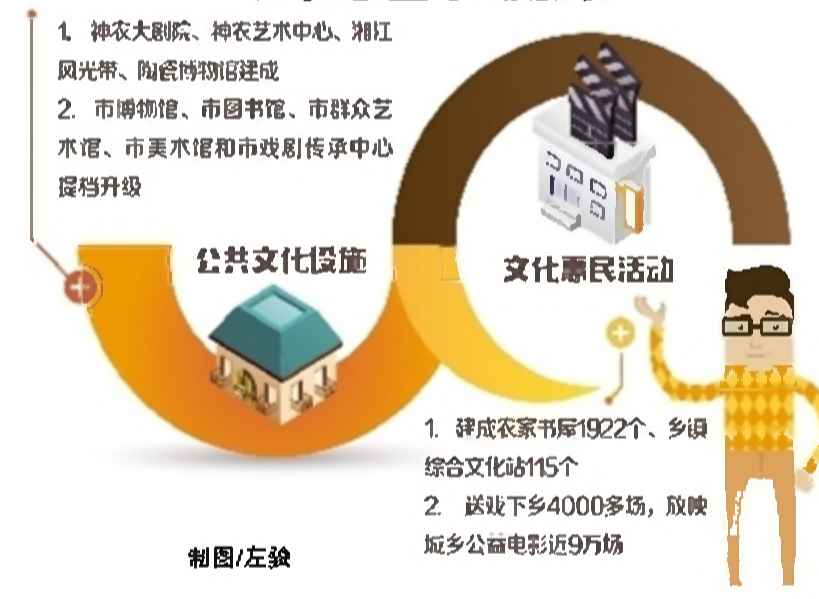 1. 神农大剧院、神农艺术中心、湘江
风光带、陶瓷博物馆建成
2. 市博物馆、市图书馆、市群众艺
术馆、市美术馆和市戏剧传承中心
提档升级
公共文化设施
文化惠民活动
1. 建成农家书屋1922个、乡镇
综合文化站115个
2. 送戏下乡4000多场，放映
城乡公益电影近9万场
制图/左骏